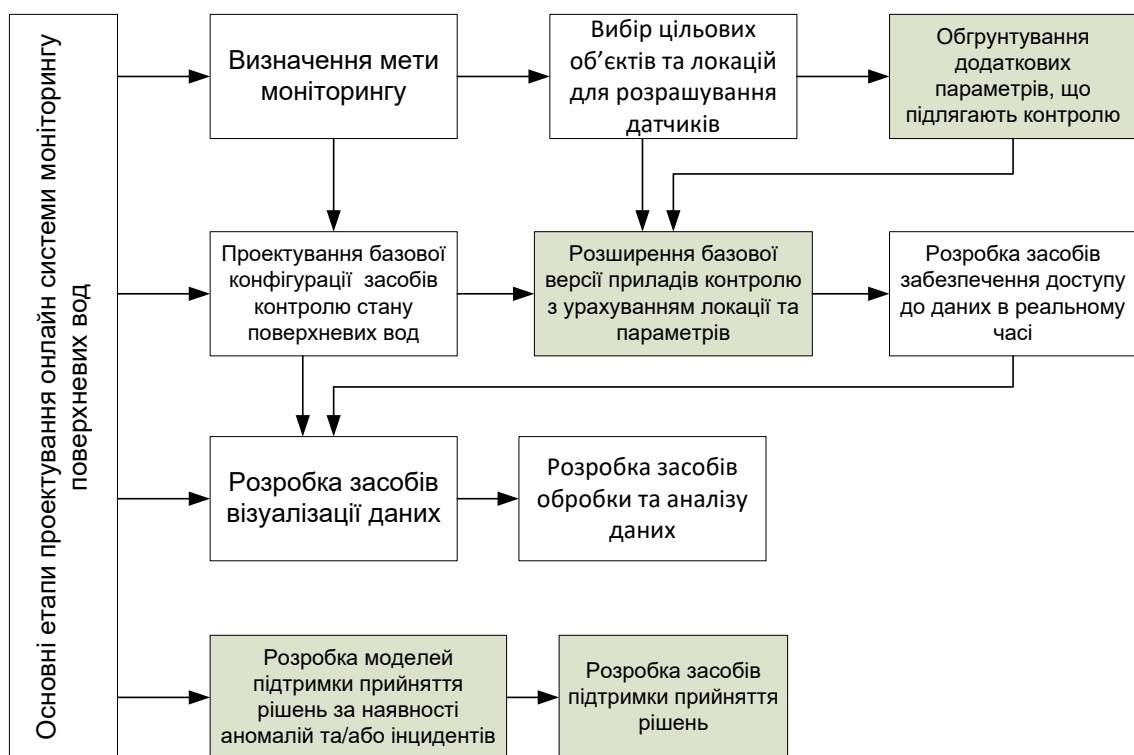 Основні етапи проектування онлайн системи моніторингу
поверхневих вод
Визначення мети
моніторингу
Вибір цільових
об’єктів та локацій
для розрашування
датчиків
Обгрунтування
додаткових
параметрів, що
підлягають контролю
Проектування базової
конфігурації засобів
контролю стану
поверхневих вод
Розширення базової
версії приладів контролю
з урахуванням локації та
параметрів
Розробка засобів
забезпечення доступу
до даних в реальному
часі
Розробка засобів
візуалізації даних
Розробка засобів
обробки та аналізу
даних
Розробка моделей
підтримки прийняття
рішень за наявності
аномалій та/або інцидентів
Розробка засобів
підтримки прийняття
рішень